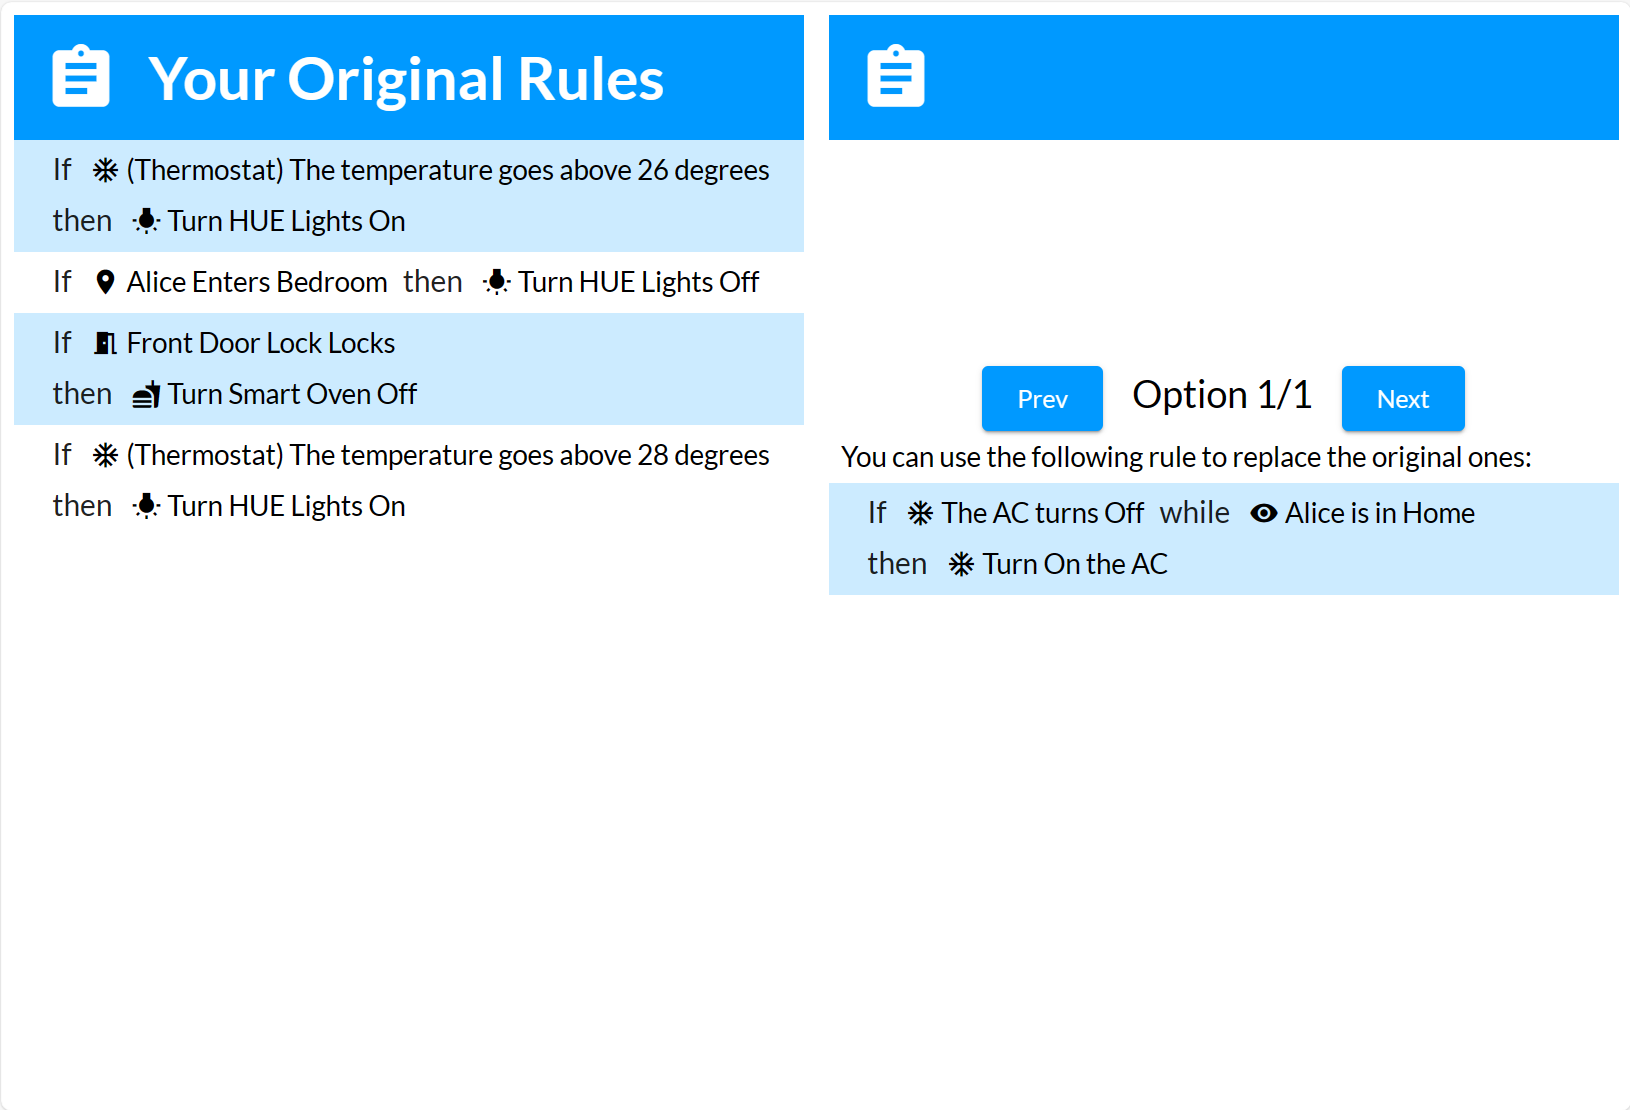 Your Original Rules
If (Thermostat) The temperature goes above 26 degrees
then Turn HUE Lights On
If Alice Enters Bedroom then Turn HUE Lights Off
If Front Door Lock Locks
then Turn Smart Oven Off
If (Thermostat) The temperature goes above 28 degrees
then Turn HUE Lights On
Prev Option 1/1 Next
You can use the following rule to replace the original ones:
If The AC turns Off while Alice is in Home
then Turn On the AC